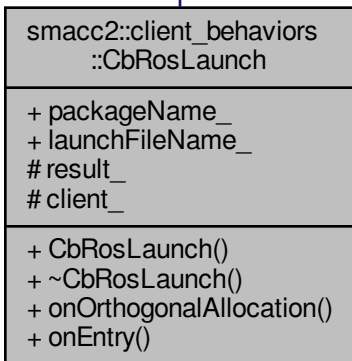 smacc2::client_behaviors
::CbRosLaunch
+ packageName_
+ launchFileName_
# result_
# client_
+ CbRosLaunch()
+ ~CbRosLaunch()
+ onOrthogonalAllocation()
+ onEntry()